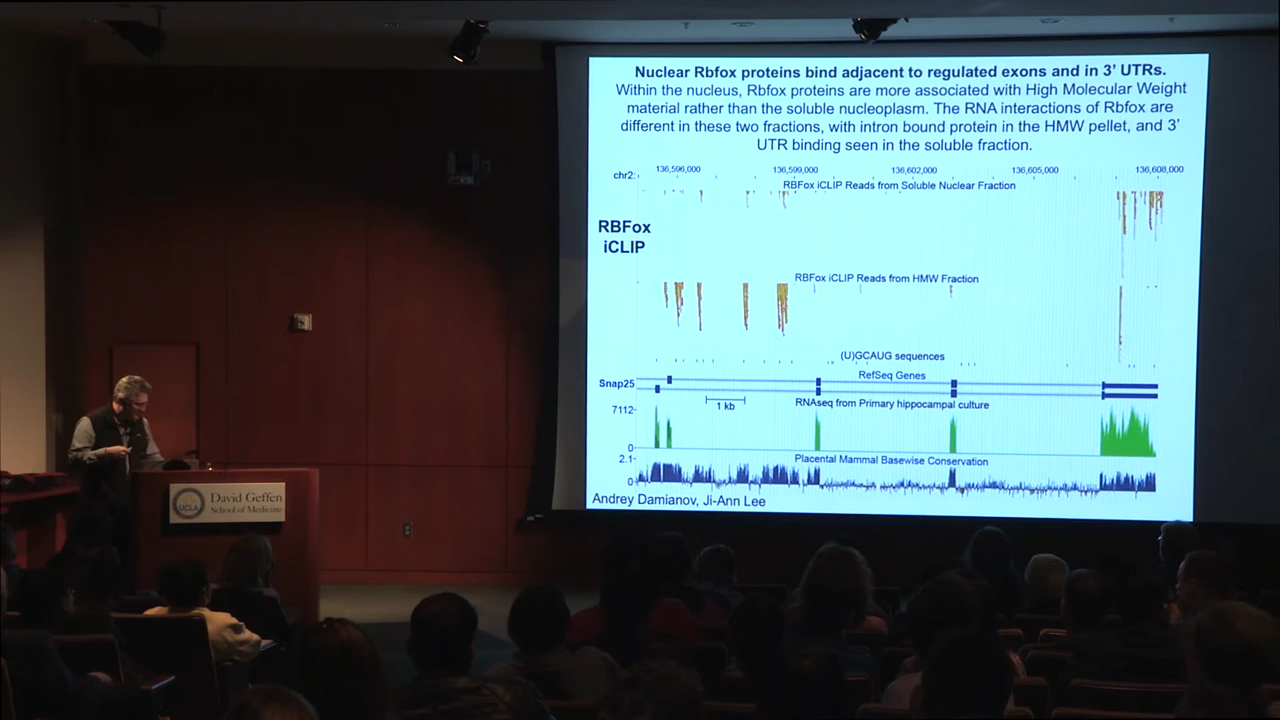 Nuclear Rbfox proteins bind adjacent to regulated exons and in 3' UTRs.
Within the nucleus, Rbfox proteins are more associated with High Molecular Weight
material rather than the soluble nucleoplasm. The RNA interactions of Rbfox are
different in these two fractions, with intron bound protein in the HMW pellet, and 3'
UTR binding seen in the soluble fraction.
chr2: 136,596,000 136,599,000 136,602,000 136,605,000 136,608,000
RBFox iCLIP Reads from Soluble Nuclear Fraction
RBFox
iCLIP
RBFox iCLIP Reads from HMW Fraction
(U)GCAUG sequences
RefSeq Genes
Snap25
1 kb
RNAseq from Primary hippocampal culture
7112
0
Placental Mammal Basewise Conservation
2.1
0
Andrey Damianov, Ji-Ann Lee
UCLA
David Geffen
School of Medicine